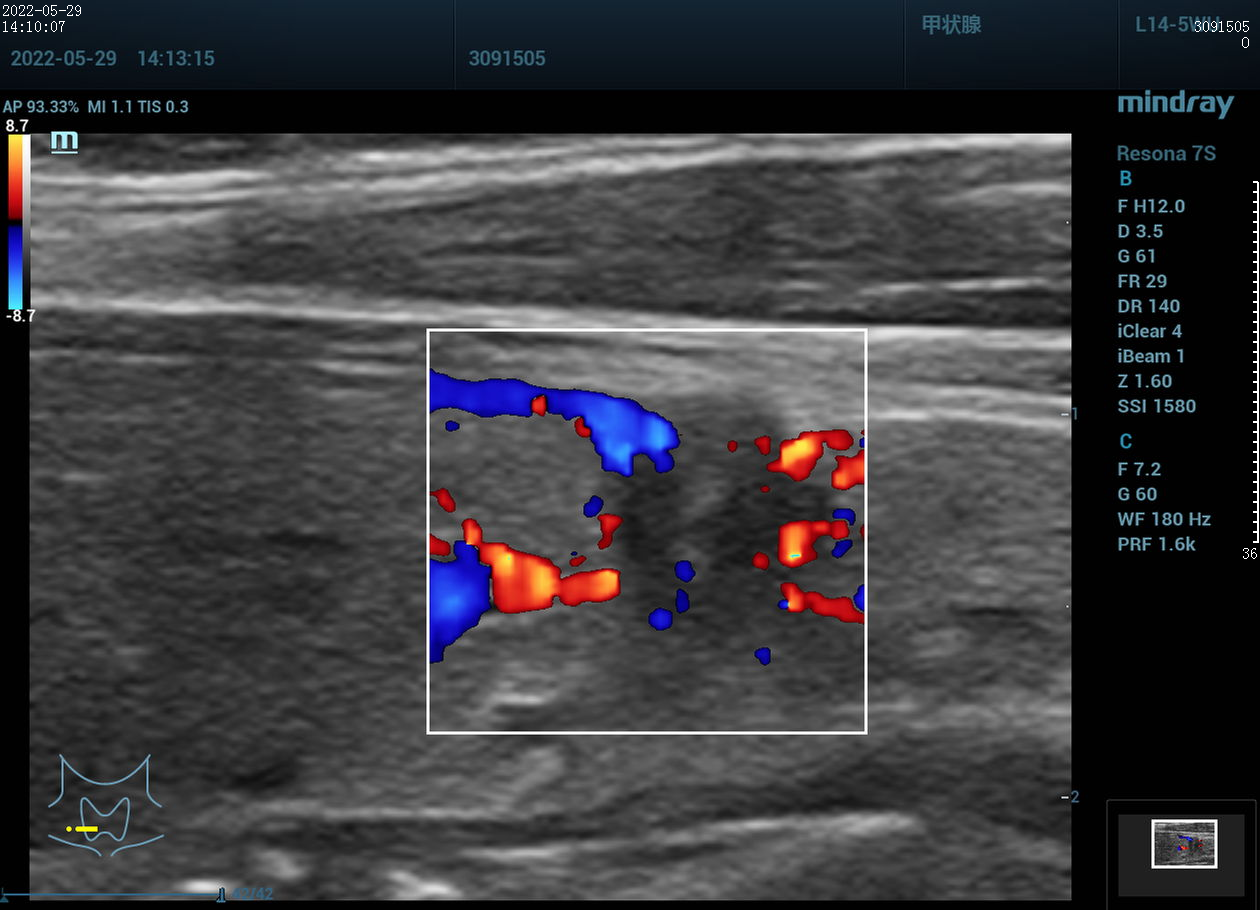 2022-05-29
14:10:07
2022-05-29 14:13:15
3091505
甲状腺
3091505
0
AP 93.33% MI 1.1 TIS 0.3
mindray
8.7
m
-8.7
Resona 7S
B
F H12.0
D 3.5
G 61
FR 29
DR 140
iClear 4
iBeam 1
Z 1.60
SSI 1580
C
F 7.2
G 60
WF 180 Hz
PRF 1.6k
1
36
2
42/42